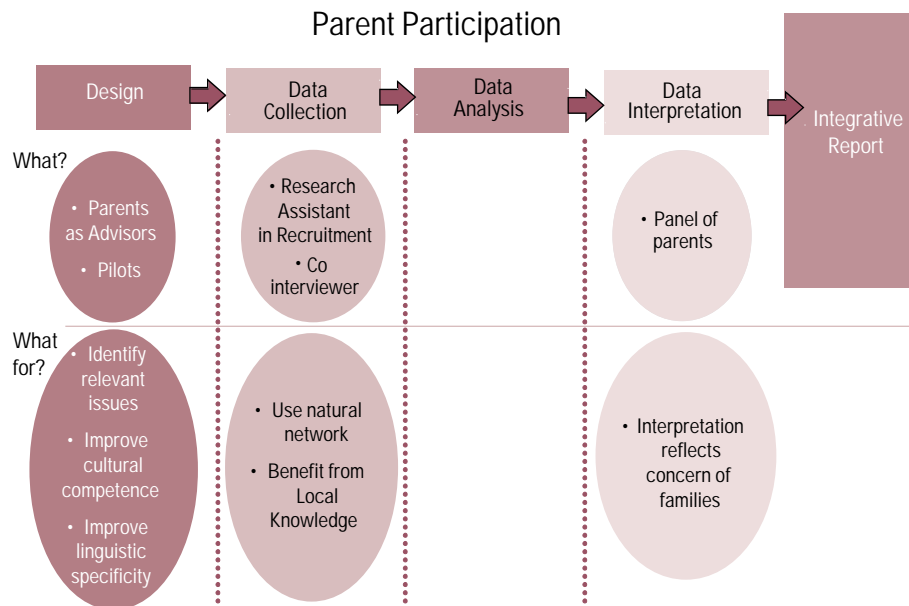 Parent Participation
Design
Data
Collection
Data
Analysis
Data
Interpretation
Integrative
Report
What?
• Parents
as Advisors
• Pilots
• Research
Assistant
in Recruitment
• Co
interviewer
• Panel of
parents
What
for?
• Identify
relevant
issues
• Improve
cultural
competence
• Improve
linguistic
specificity
• Use natural
network
• Benefit from
Local
Knowledge
• Interpretation
reflects
concern of
families